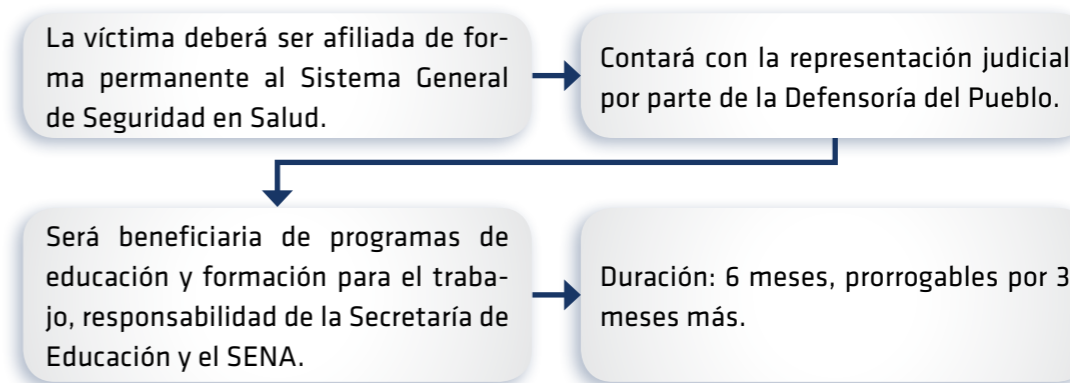 La víctima deberá ser afiliada de for-
ma permanente al Sistema General
de Seguridad en Salud.
Contará con la representación judicial
por parte de la Defensoría del Pueblo.
Será beneficiaria de programas de
educación y formación para el traba-
jo, responsabilidad de la Secretaría de
Educación y el SENA.
Duración: 6 meses, prorrogables por 3
meses más.